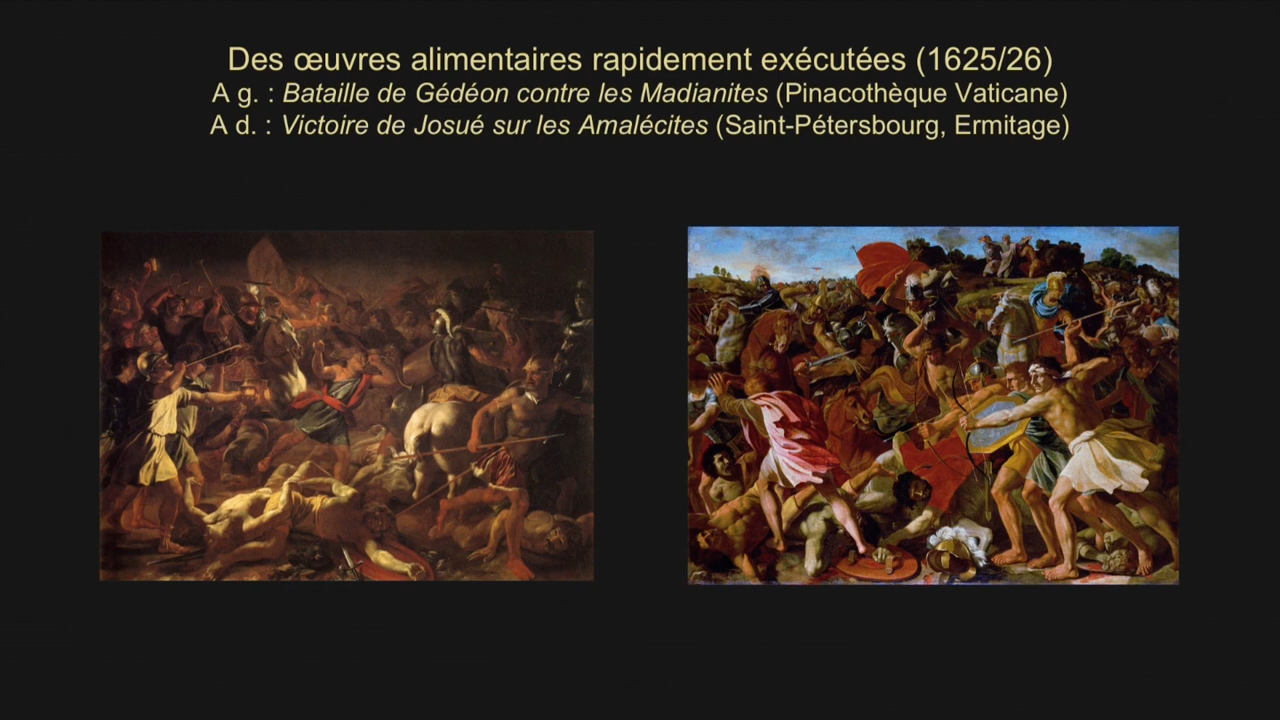 Des œuvres alimentaires rapidement exécutées (1625/26)
A g. : Bataille de Gédéon contre les Madianites (Pinacothèque Vaticane)
A d. : Victoire de Josué sur les Amalécites (Saint-Pétersbourg, Ermitage)